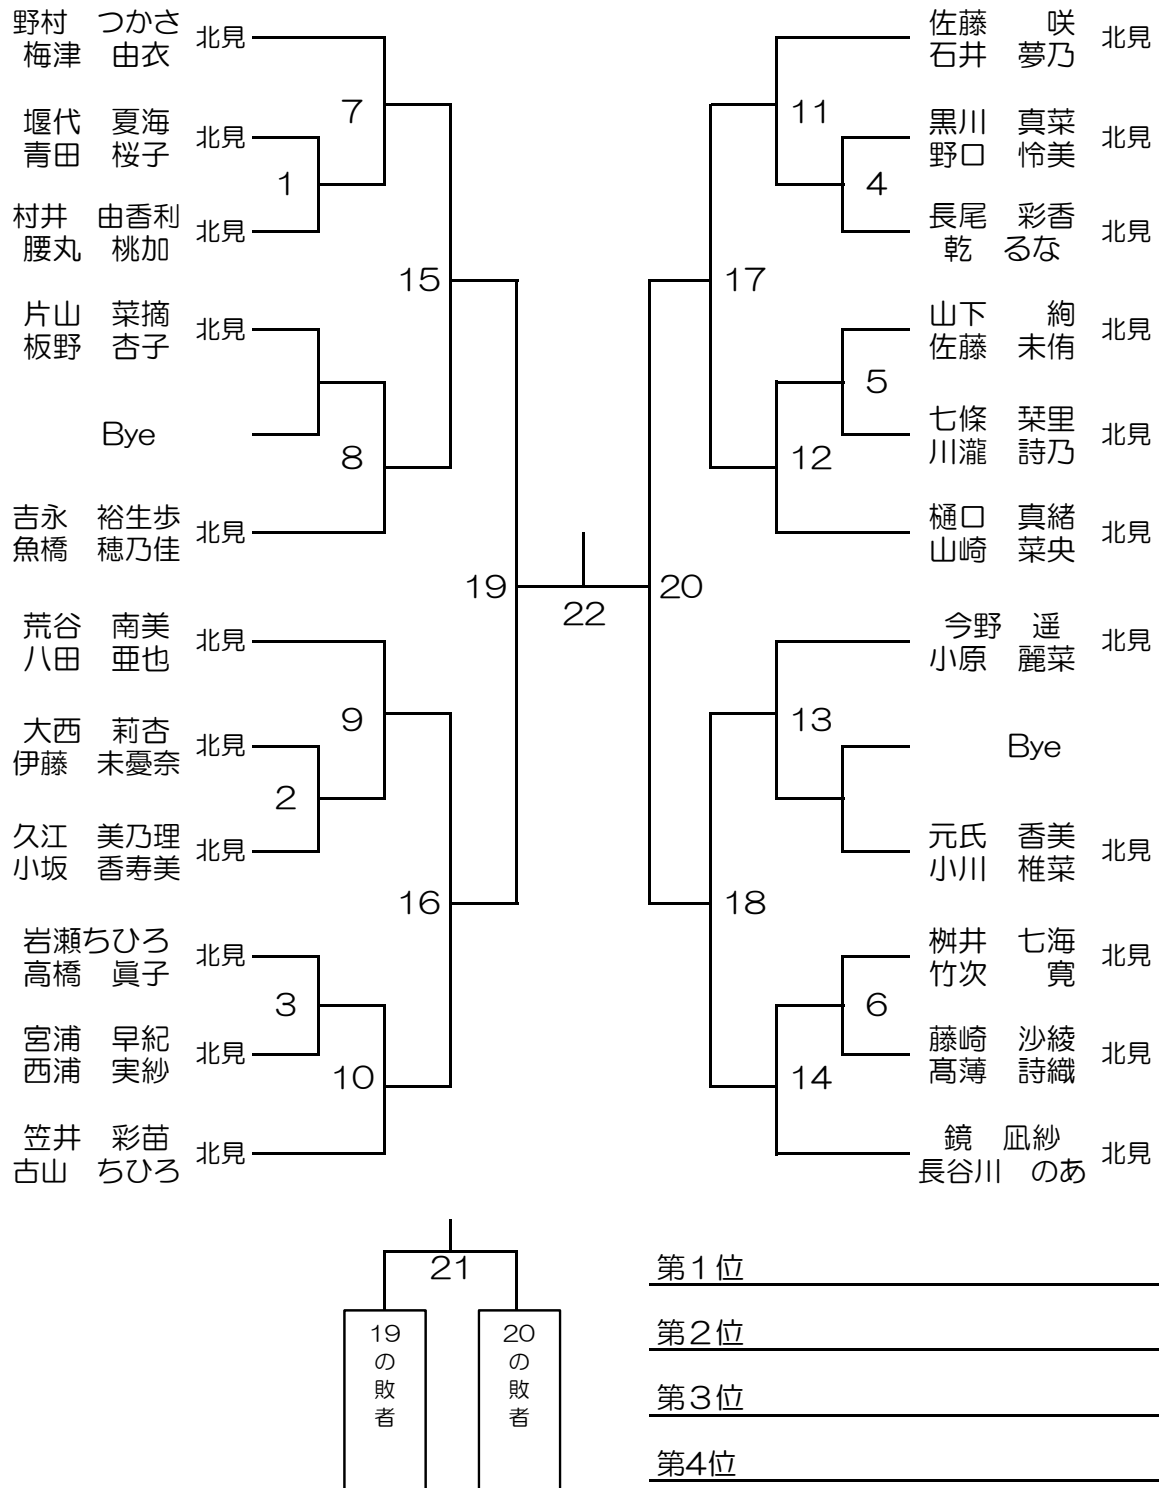 野村　つかさ
梅津　由衣
北見
堰代　夏海
青田　桜子
北見
村井　由香利
腰丸　桃加
北見
片山　菜摘
板野　杏子
北見
Bye
吉永　裕生歩
魚橋　穂乃佳
北見
荒谷　南美
八田　亜也
北見
大西　莉杏
伊藤　未憂奈
北見
久江　美乃理
小坂　香寿美
北見
岩瀬ちひろ
高橋　眞子
北見
宮浦　早紀
西浦　実紗
北見
笠井　彩苗
古山　ちひろ
北見
7
1
15
8
19
9
2
16
3
10
22
11
4
17
5
12
20
13
18
6
14
佐藤　咲
石井　夢乃
北見
黒川　真菜
野口　怜美
北見
長尾　彩香
乾　るな
北見
山下　絢
佐藤　未侑
北見
七條　栞里
川瀧　詩乃
北見
樋口　真緒
山崎　菜央
北見
今野　遥
小原　麗菜
北見
Bye
元氏　香美
小川　椎菜
北見
桝井　七海
竹次　寛
北見
藤崎　沙綾
髙薄　詩織
北見
鏡　凪紗
長谷川　のあ
北見
21
19の敗者
20の敗者
第1位
第2位
第3位
第4位